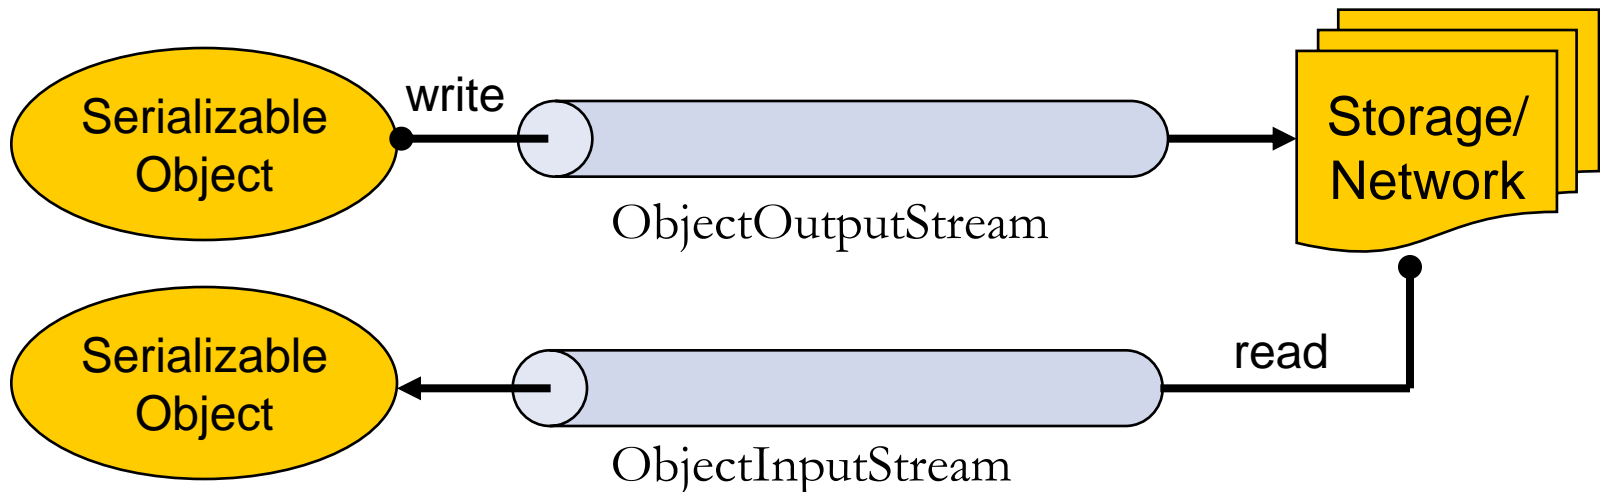 Serializable
Object
write
ObjectOutputStream
Storage/
Network
Serializable
Object
read
ObjectInputStream